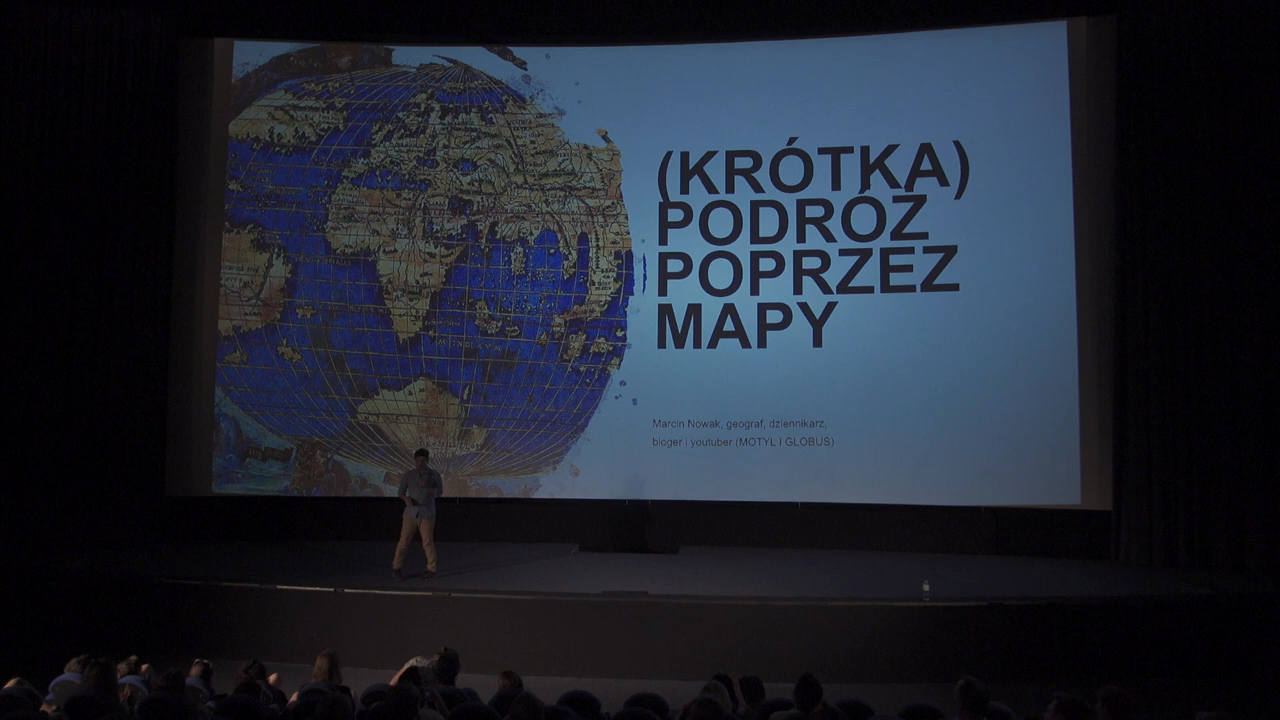 (KRÓTKA)
PODRÓŻ
POPRZEZ
MAPY
Marcin Nowak, geograf, dziennikarz,
bloger i youtuber (MOTYL I GLOBUS)